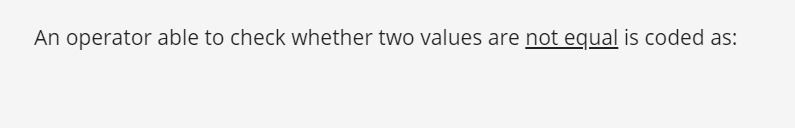 An operator able to check whether two values are not equal is coded as: